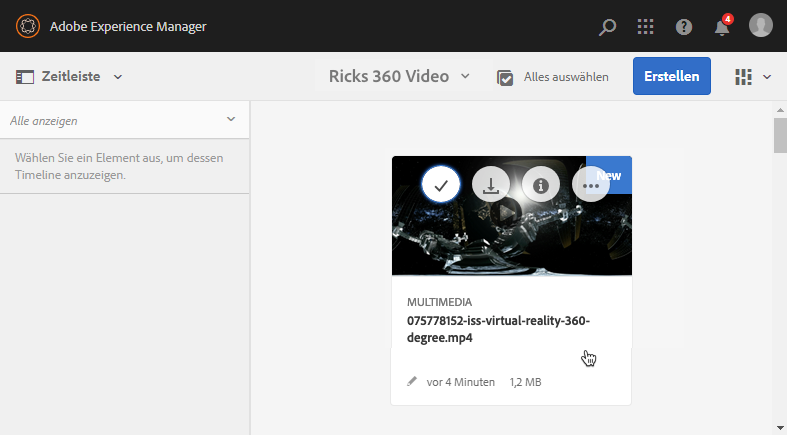 Adobe Experience Manager
4
Zeitleiste
Ricks 360 Video
Alles auswählen
Erstellen
Alle anzeigen
Wählen Sie ein Element aus, um dessen
Timeline anzuzeigen.
New
MULTIMEDIA
075778152-iss-virtual-reality-360-
degree.mp4
vor 4 Minuten 1,2 MB